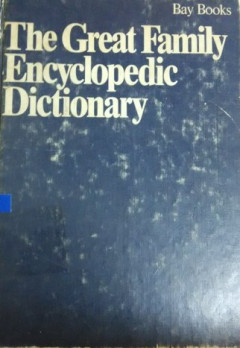 Bay Books
The Great Family
Encyclopedic
Dictionary